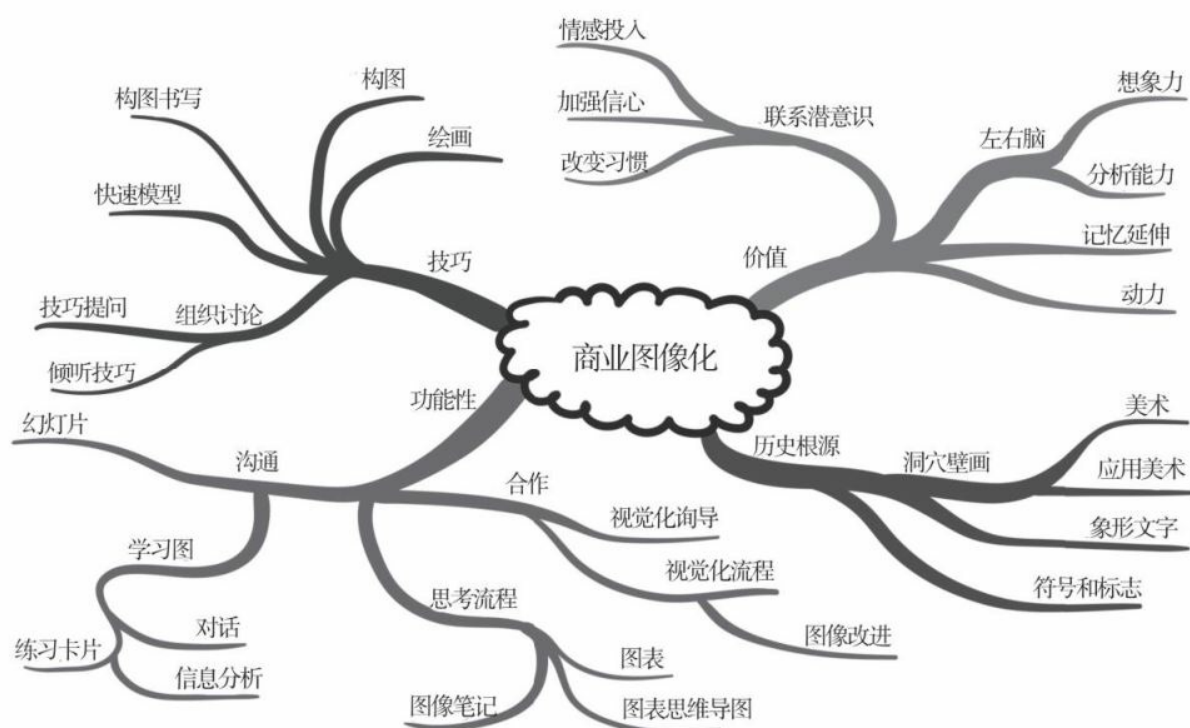 商业图像化
技巧
构图书写
构图
绘画
快速模型
组织讨论
技巧提问
倾听技巧
价值
联系潜意识
情感投入
加强信心
改变习惯
左右脑
想象力
分析能力
记忆延伸
动力
功能性
沟通
幻灯片
学习图
对话
练习卡片
信息分析
合作
视觉化询导
视觉化流程
图像改进
思考流程
图表
图像笔记
图表思维导图
历史根源
洞穴壁画
美术
应用美术
象形文字
符号和标志